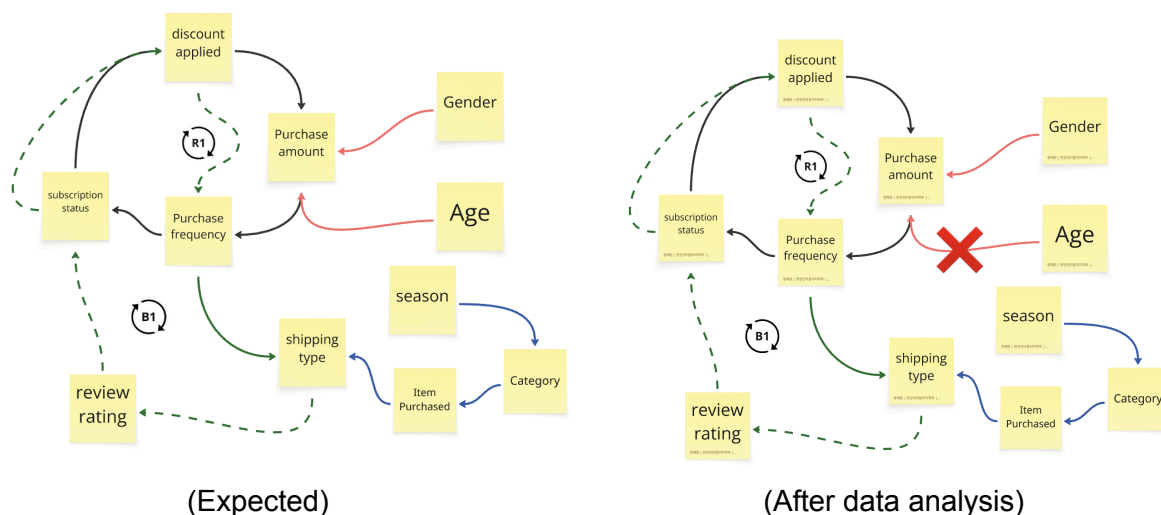 discount
applied
Gender
R1
Purchase
amount
subscription
status
Purchase
frequency
Age
B1
season
shipping
type
review
rating
Item
Purchased
Category
(Expected)
discount
applied
Gender
R1
Purchase
amount
subscription
status
Purchase
frequency
Age
B1
season
shipping
type
review
rating
Item
Purchased
Category
(After data analysis)